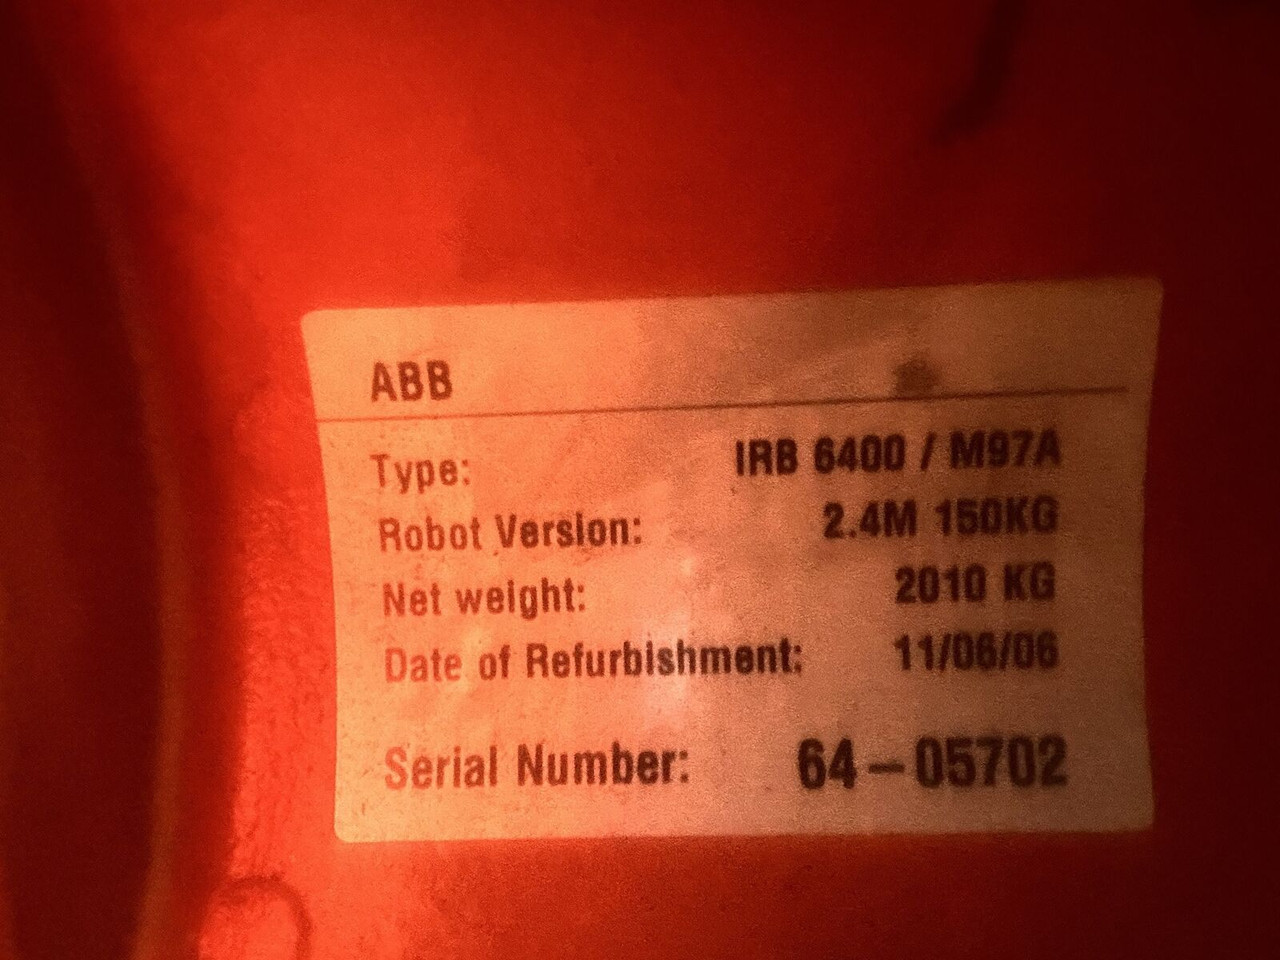 ABB
Type: IRB 6400 / M97A
Robot Version: 2.4M 150KG
Net weight: 2010 KG
Date of Refurbishment: 11/06/06
Serial Number: 64-05702